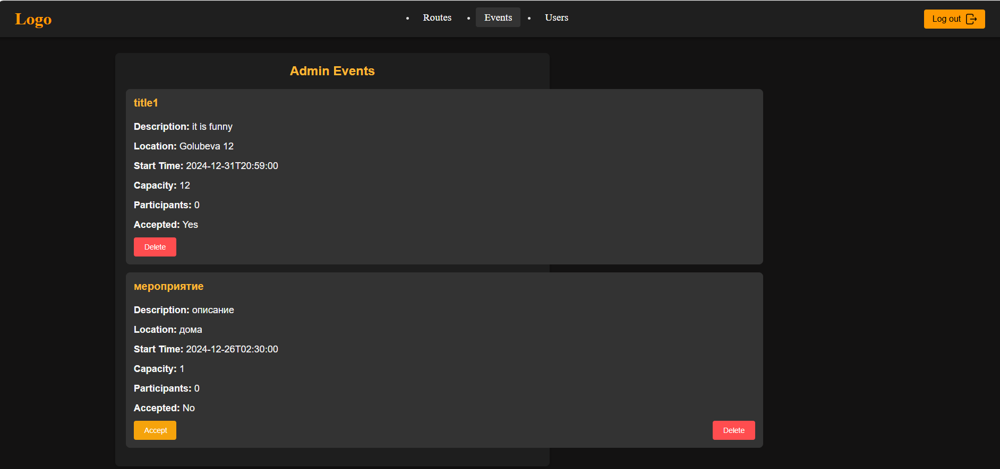 Logo
Routes
Events
Users
Log out
Admin Events
title1
Description: it is funny
Location: Golubeva 12
Start Time: 2024-12-31T20:59:00
Capacity: 12
Participants: 0
Accepted: Yes
Delete
мероприятие
Description: описание
Location: дома
Start Time: 2024-12-26T02:30:00
Capacity: 1
Participants: 0
Accepted: No
Accept
Delete